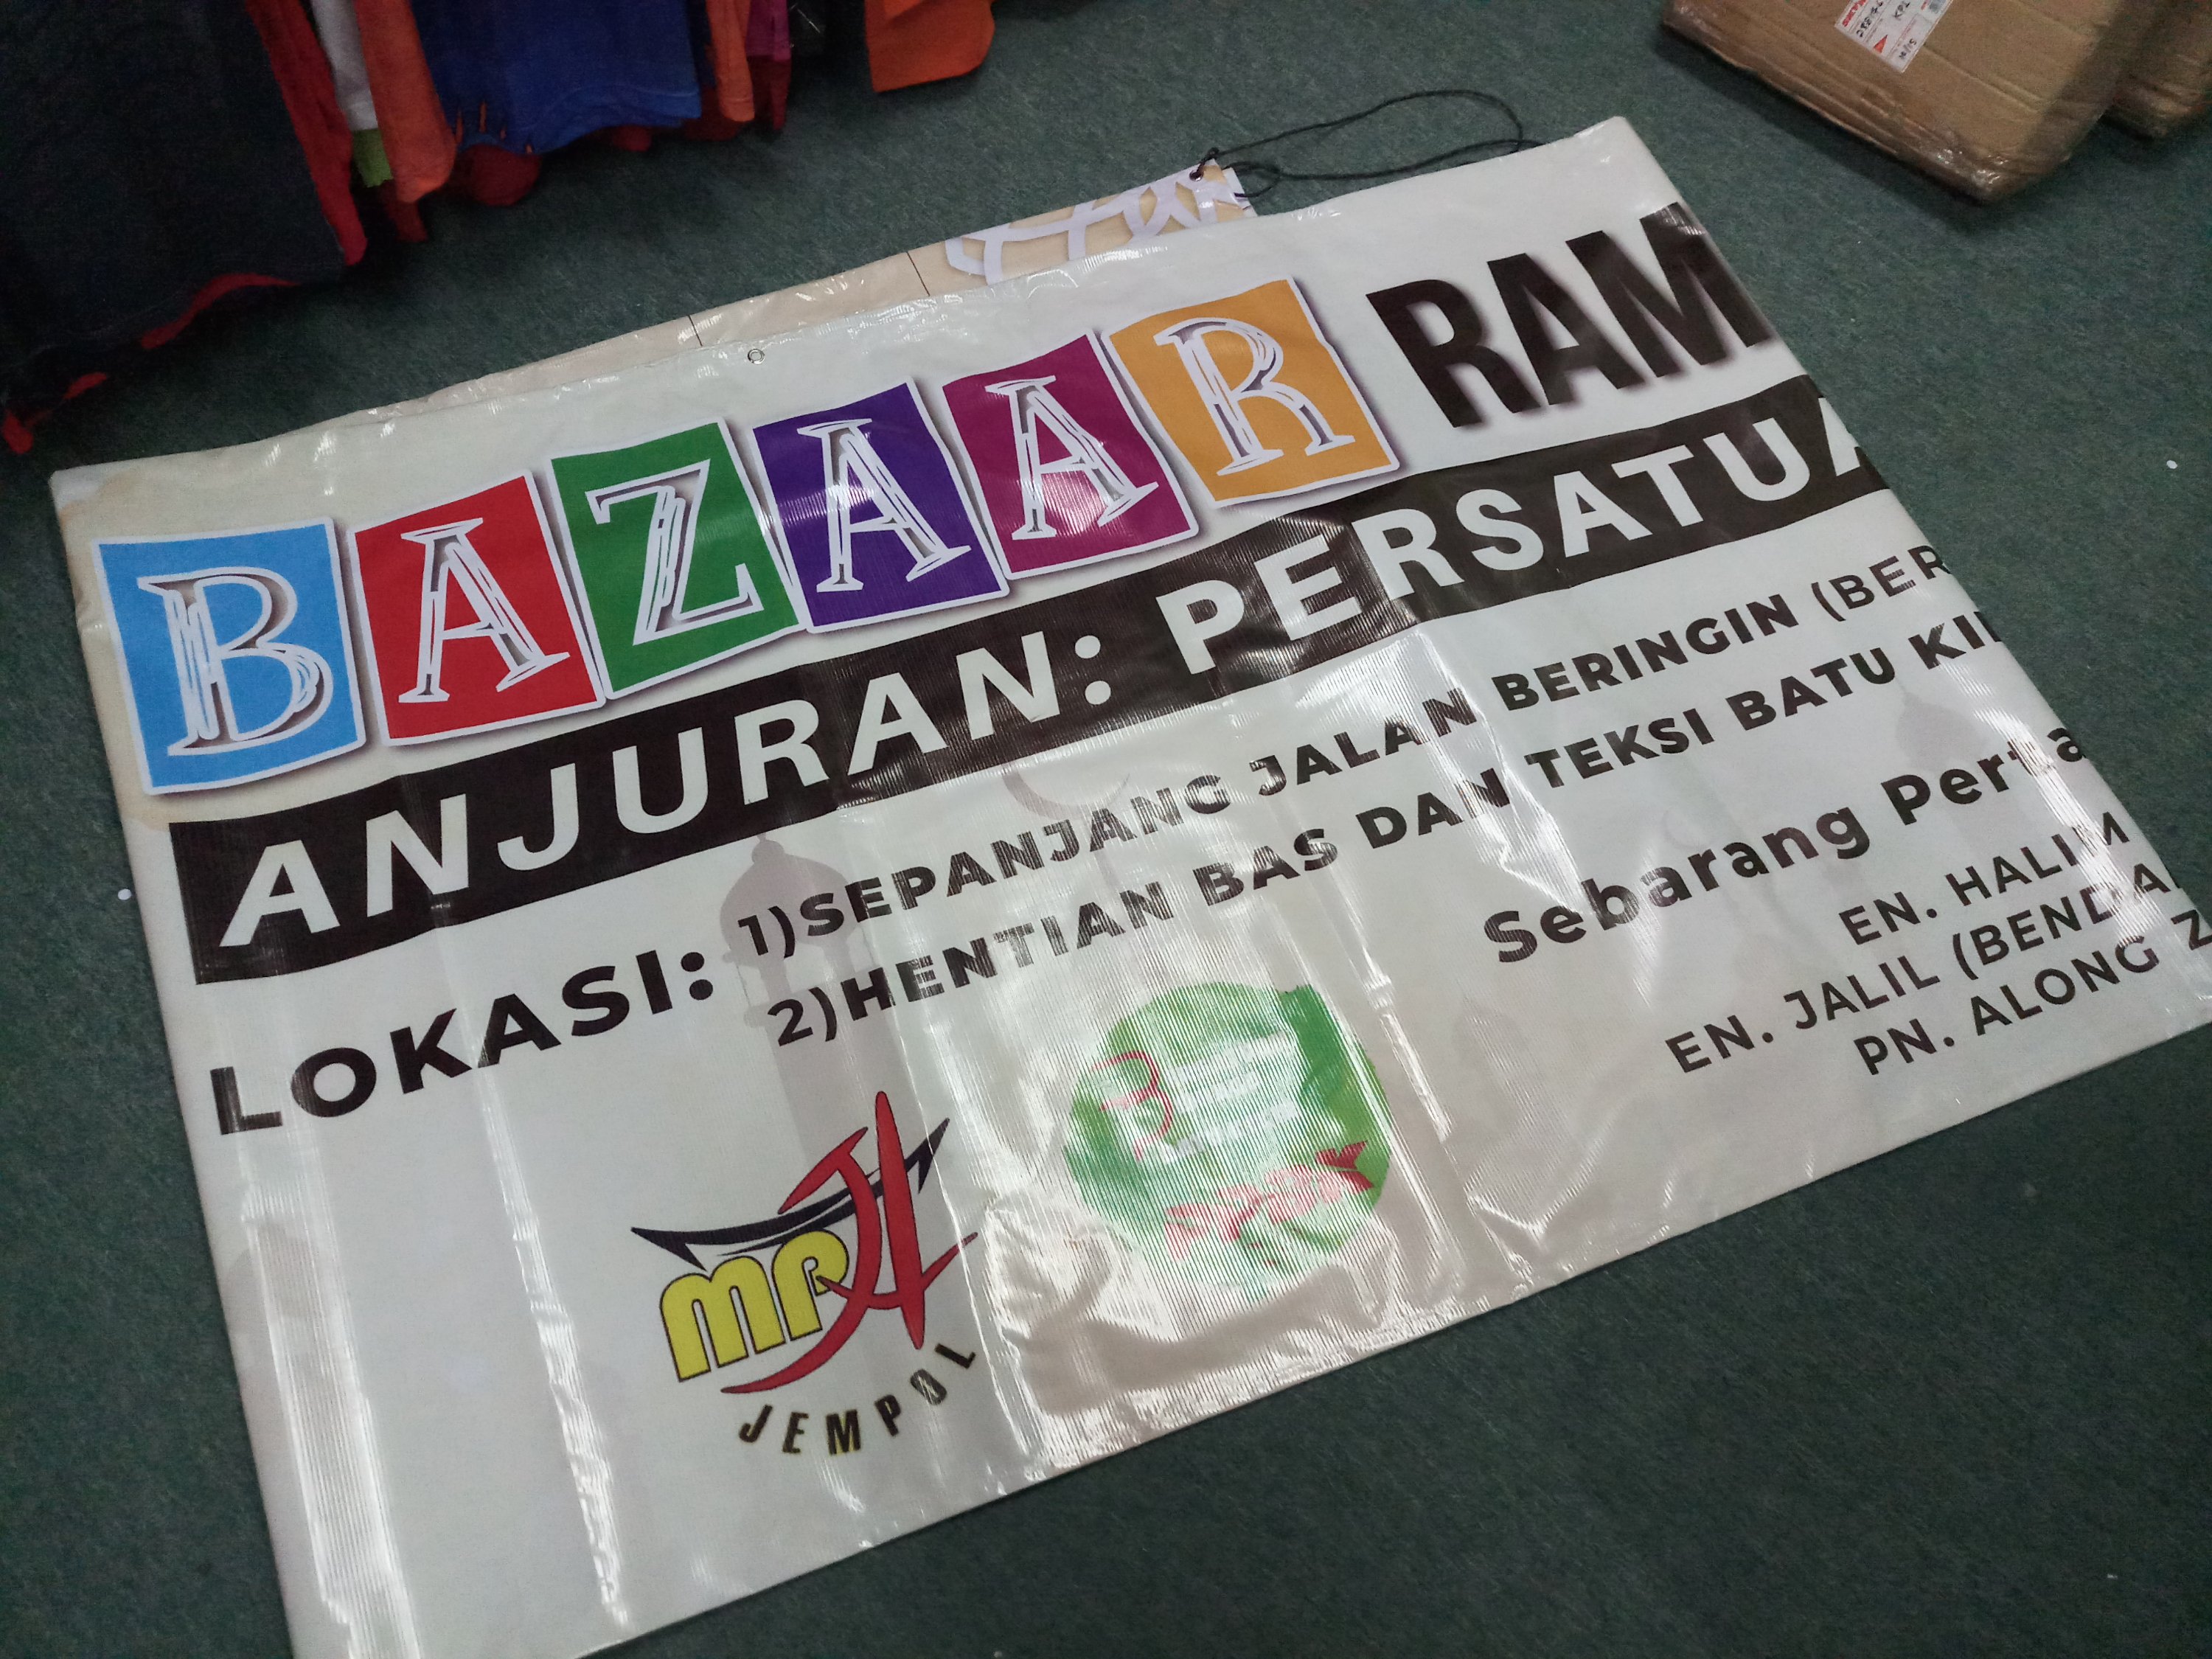 BAZAAR RAM
ANJURAN: PERSATUA
LOKASI: 1)SEPANJANG JALAN BERINGIN (BER
2)HENTIAN BAS DAN TEKSI BATU KI
Sebarang Perta
EN. HALIM
EN. JALIL (BENDA
PN. ALONG Z
MPJL
JEMPOL